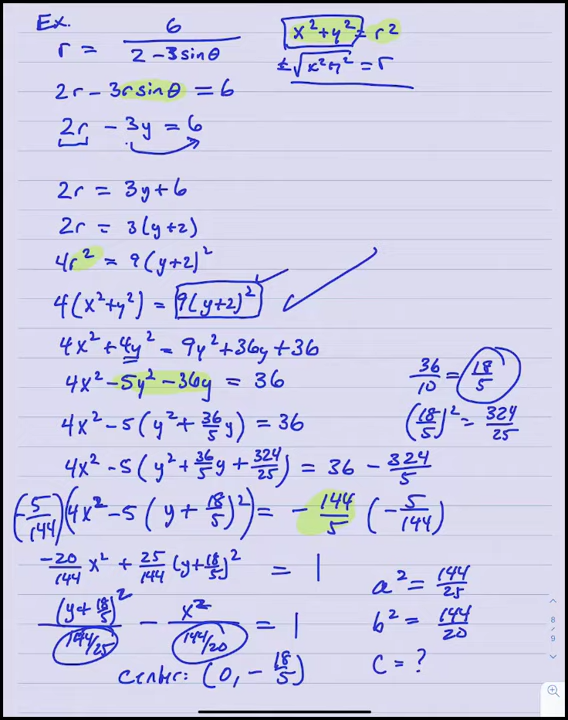 Ex.
r = 6 / (2 - 3sinθ)
x² + y² = r²
± √(x² + y²) = r
2r - 3rsinθ = 6
2r - 3y = 6
2r = 3y + 6
2r = 3(y+2)
4r² = 9(y+2)²
4(x²+y²) = 9(y+2)²
4x² + 4y² = 9y² + 36y + 36
4x² - 5y² - 36y = 36
36/10 = 18/5
4x² - 5(y² + 36/5 y) = 36
(18/5)² = 324/25
4x² - 5(y² + 36/5 y + 324/25) = 36 - 324/5
(-5/144)(4x² - 5(y + 18/5)²) = -144/5 (-5/144)
-20/144 x² + 25/144 (y + 18/5)² = 1
(y + 18/5)² / (144/25) - x² / (144/20) = 1
a² = 144/25
b² = 144/20
c = ?
center: (0, -18/5)
8
9